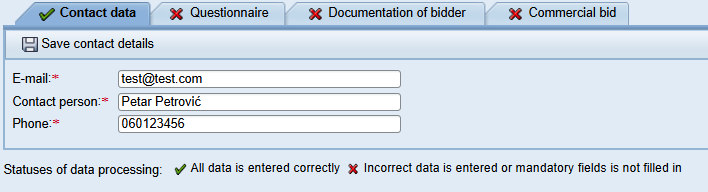 Contact data Questionnaire Documentation of bidder Commercial bid
Save contact details
E-mail:* test@test.com
Contact person:* Petar Petrović
Phone:* 060123456
Statuses of data processing: All data is entered correctly Incorrect data is entered or mandatory fields is not filled in